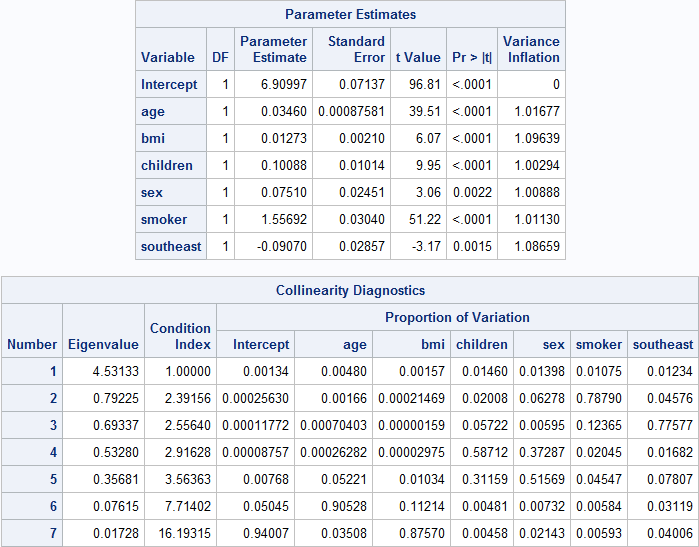 Parameter Estimates
Variable DF Parameter Estimate Standard Error t Value Pr > |t| Variance Inflation
Intercept 1 6.90997 0.07137 96.81 <.0001 0
age 1 0.03460 0.00087581 39.51 <.0001 1.01677
bmi 1 0.01273 0.00210 6.07 <.0001 1.09639
children 1 0.10088 0.01014 9.95 <.0001 1.00294
sex 1 0.07510 0.02451 3.06 0.0022 1.00888
smoker 1 1.55692 0.03040 51.22 <.0001 1.01130
southeast 1 -0.09070 0.02857 -3.17 0.0015 1.08659
Collinearity Diagnostics
Number Eigenvalue Condition Index Proportion of Variation
Intercept age bmi children sex smoker southeast
1 4.53133 1.00000 0.00134 0.00480 0.00157 0.01460 0.01398 0.01075 0.01234
2 0.79225 2.39156 0.00025630 0.00166 0.00021469 0.02008 0.06278 0.78790 0.04576
3 0.69337 2.55640 0.00011772 0.00070403 0.00000159 0.05722 0.00595 0.12365 0.77577
4 0.53280 2.91628 0.00008757 0.00026282 0.00002975 0.58712 0.37287 0.02045 0.01682
5 0.35681 3.56363 0.00768 0.05221 0.01034 0.31159 0.51569 0.04547 0.07807
6 0.07615 7.71402 0.05045 0.90528 0.11214 0.00481 0.00732 0.00584 0.03119
7 0.01728 16.19315 0.94007 0.03508 0.87570 0.00458 0.02143 0.00593 0.04006